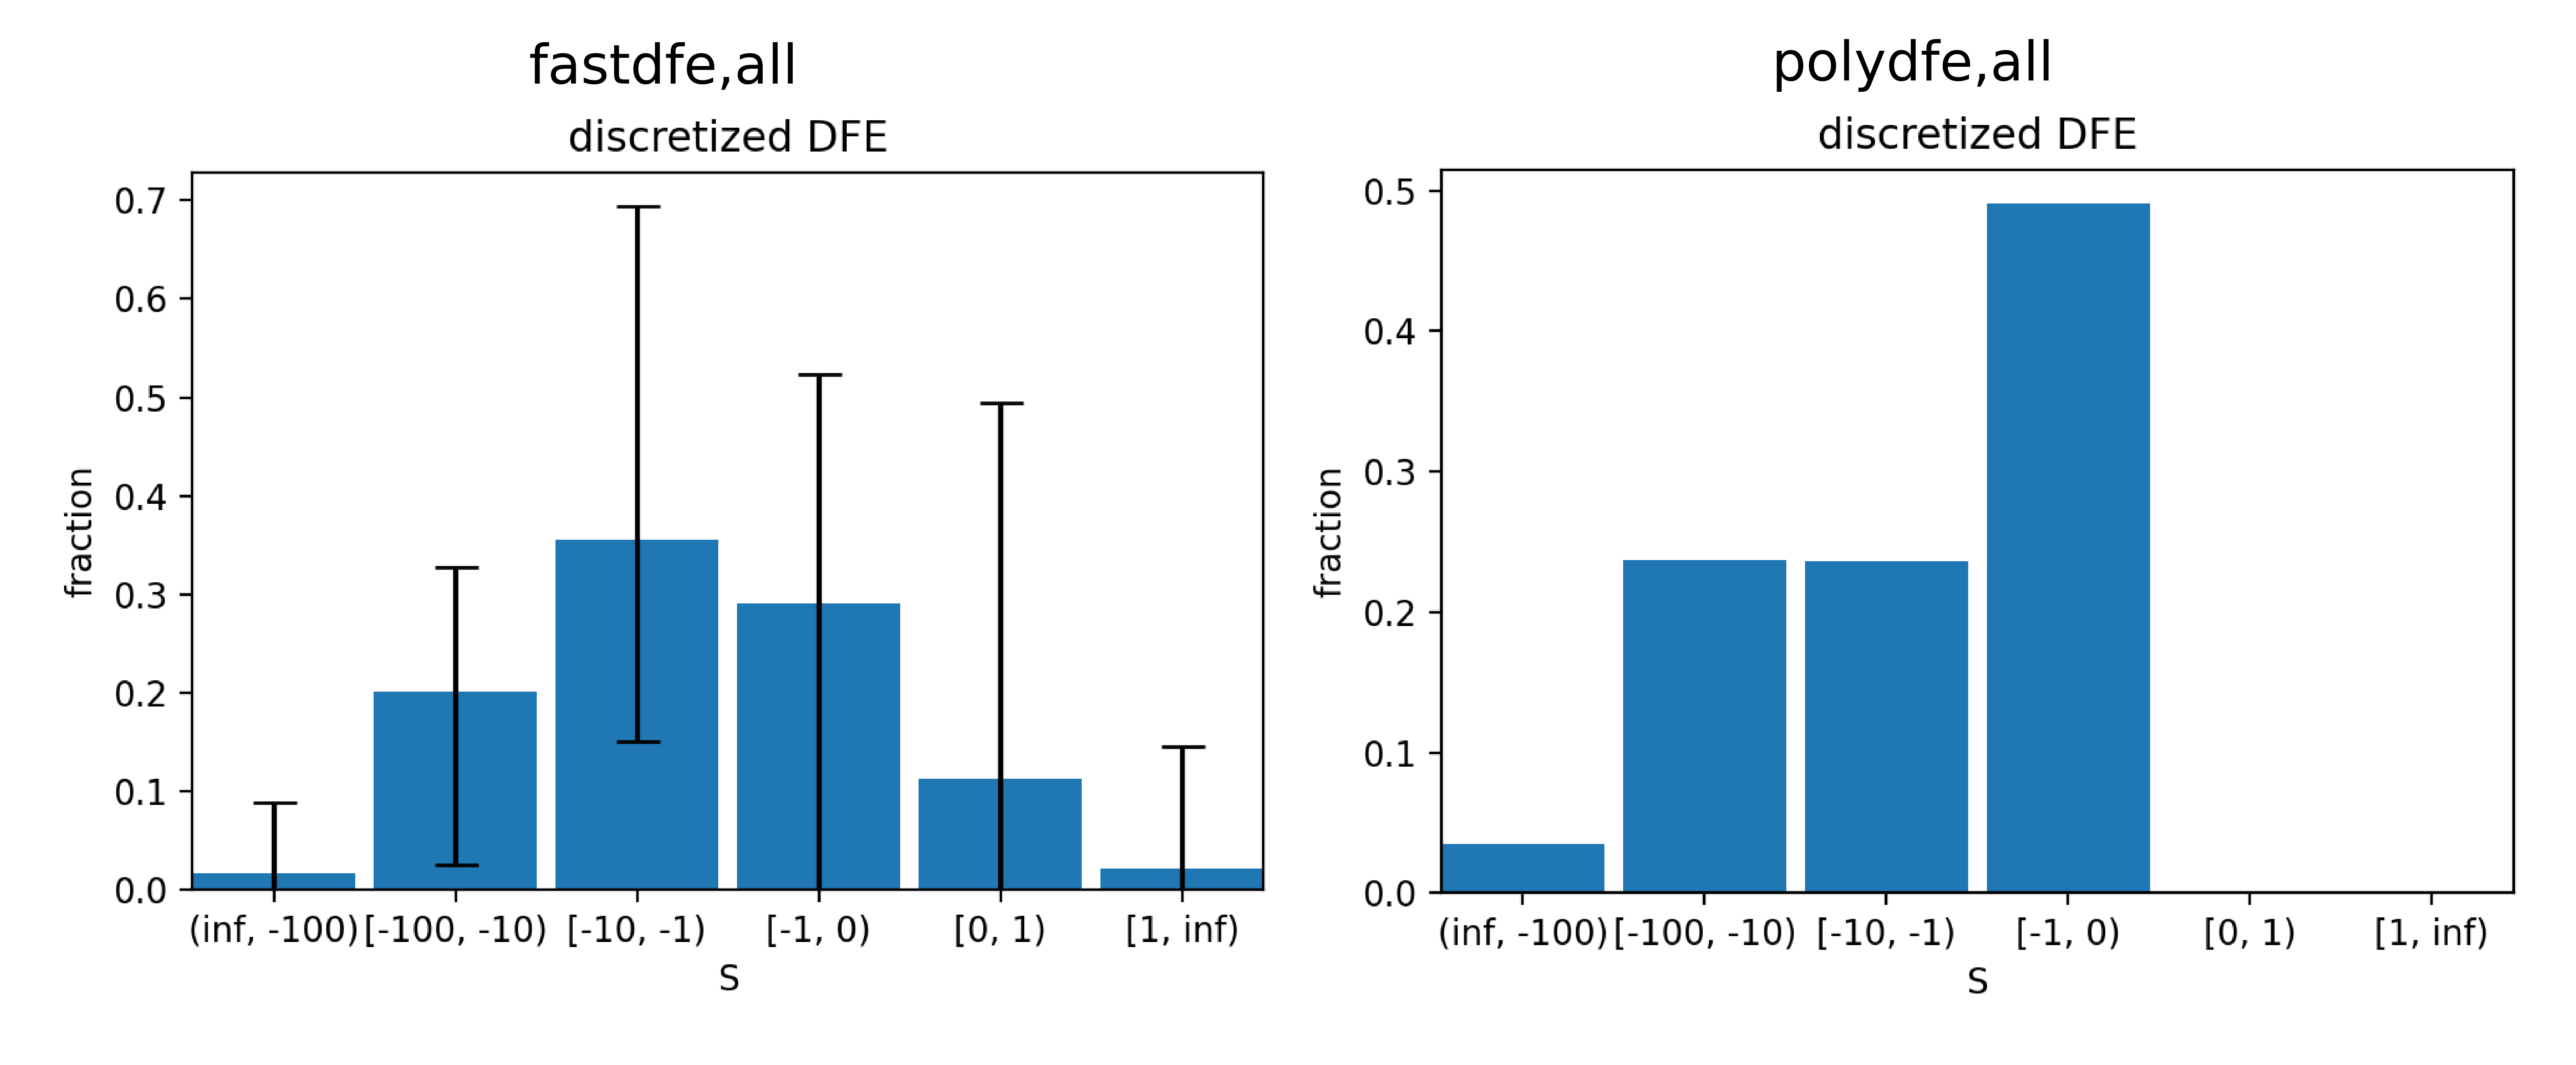 fastdfe,all
discretized DFE
0.7
0.6
0.5
0.4
0.3
0.2
0.1
0.0
fraction
(inf, -100) [-100, -10) [-10, -1) [-1, 0) [0, 1) [1, inf)
S
polydfe,all
discretized DFE
0.5
0.4
0.3
0.2
0.1
0.0
fraction
(inf, -100) [-100, -10) [-10, -1) [-1, 0) [0, 1) [1, inf)
S